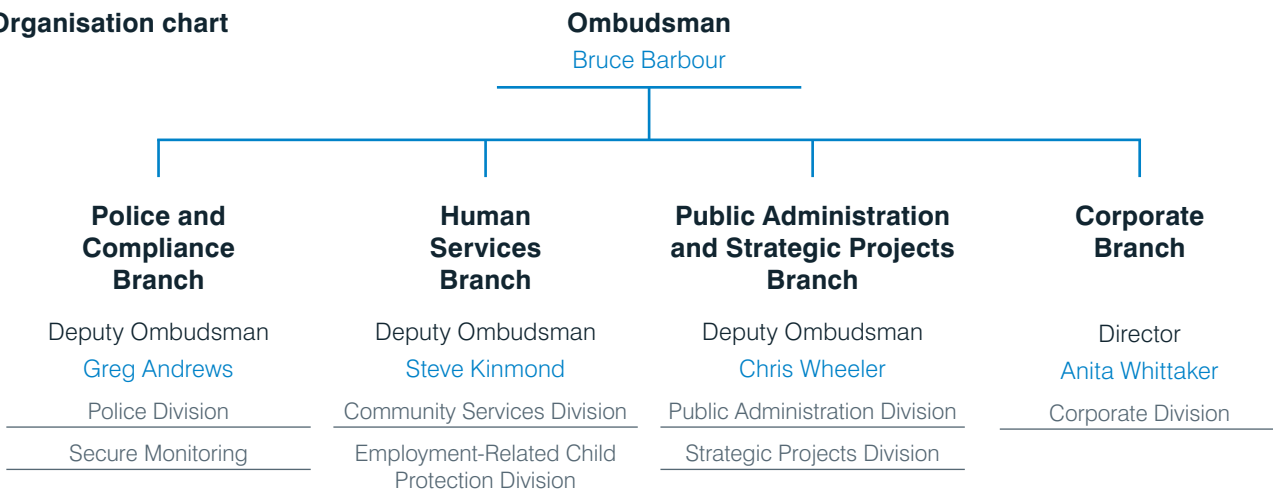 Organisation chart
Ombudsman
Bruce Barbour
Police and
Compliance
Branch
Deputy Ombudsman
Greg Andrews
Police Division
Secure Monitoring
Human
Services
Branch
Deputy Ombudsman
Steve Kinmond
Community Services Division
Employment-Related Child
Protection Division
Public Administration
and Strategic Projects
Branch
Deputy Ombudsman
Chris Wheeler
Public Administration Division
Strategic Projects Division
Corporate
Branch
Director
Anita Whittaker
Corporate Division